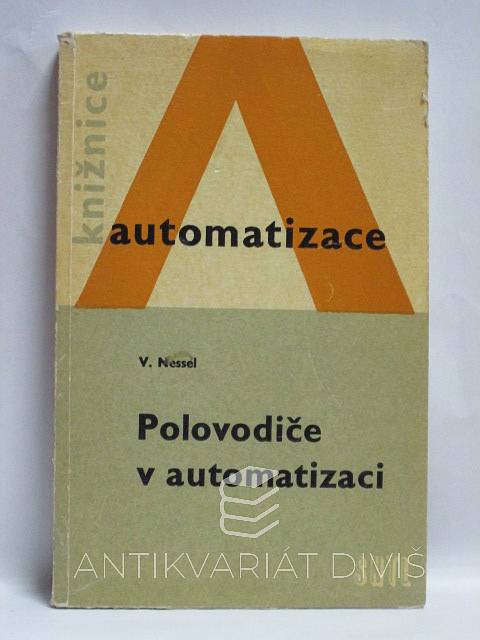 knižnice
automatizace
V. Nessel
Polovodiče
v automatizaci
SNTL
ANTIKVARIÁT DIVIŠ